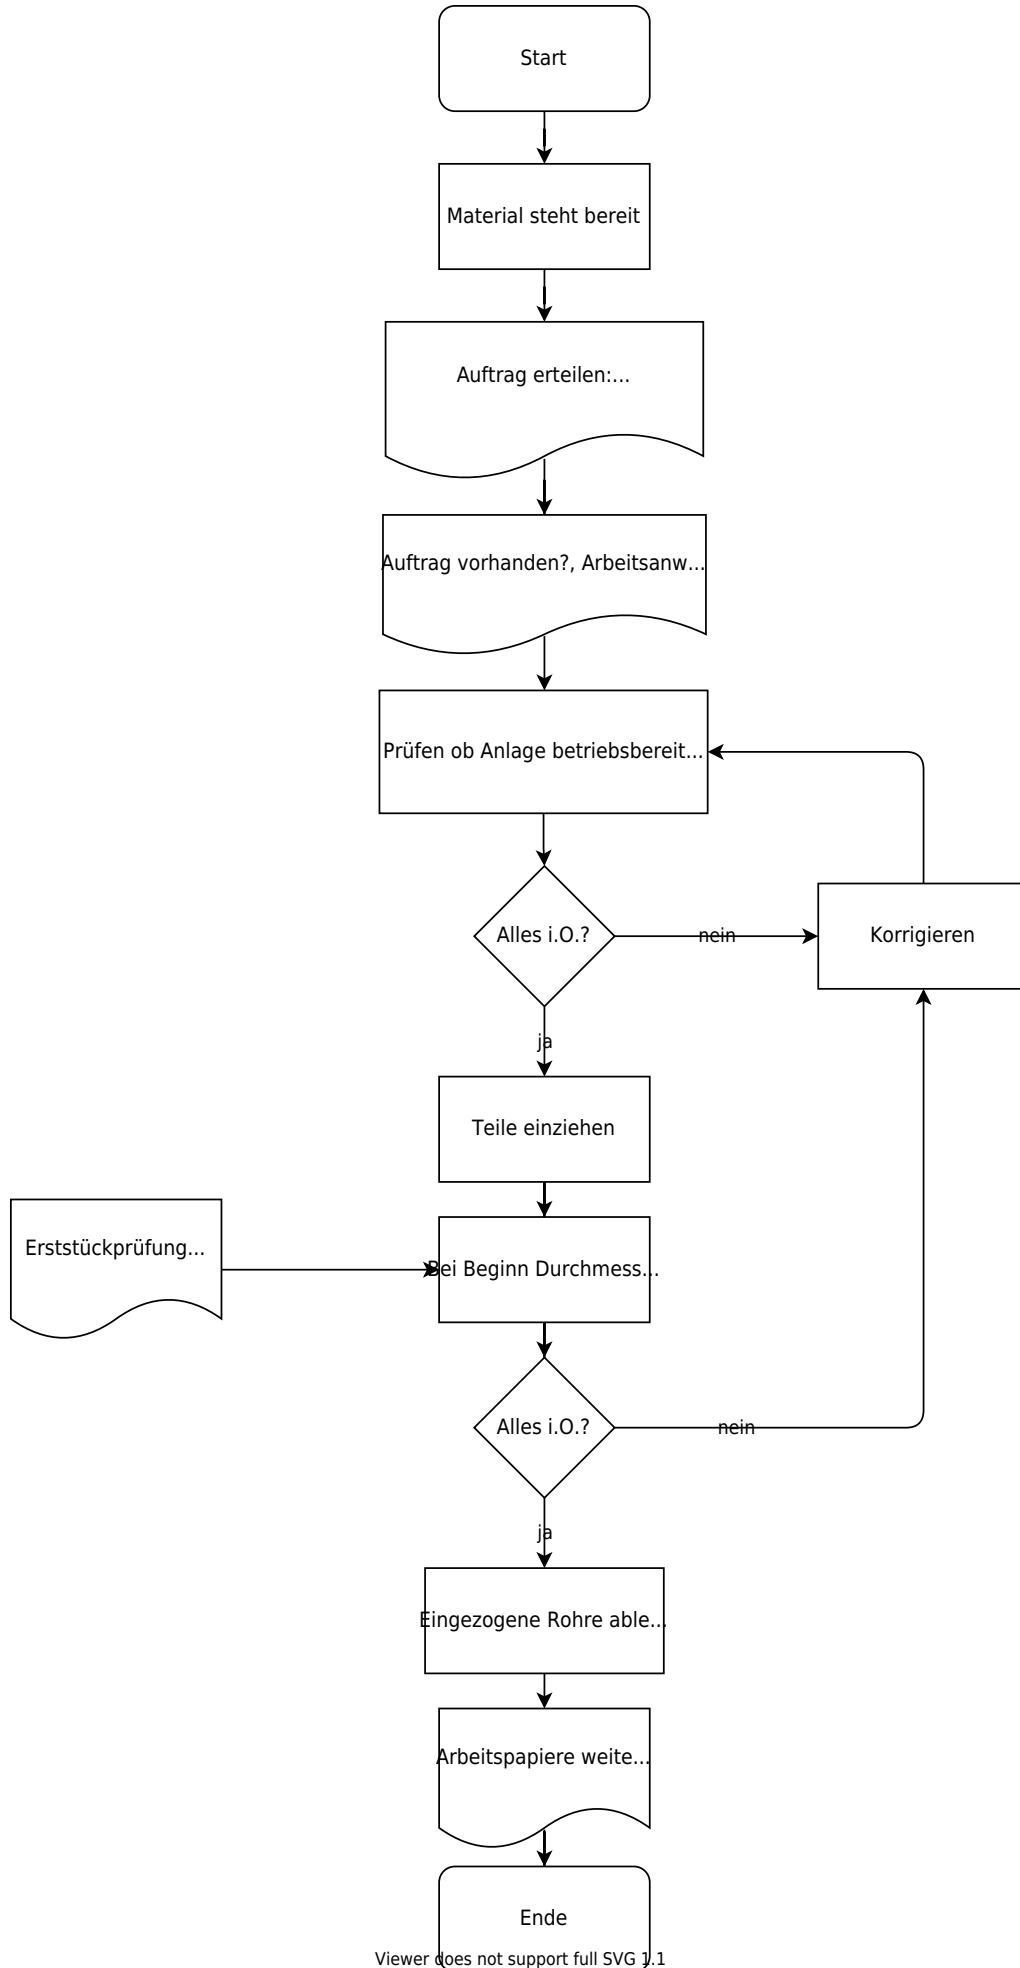 Start
Material steht bereit
Auftrag erteilen:...
Auftrag vorhanden?, Arbeitsanw...
Prüfen ob Anlage betriebsbereit...
Alles i.O.?
nein
Korrigieren
ja
Teile einziehen
Erststückprüfung...
Bei Beginn Durchmess...
Alles i.O.?
nein
ja
Eingezogene Rohre able...
Arbeitspapiere weite...
Ende
Viewer does not support full SVG 1.1